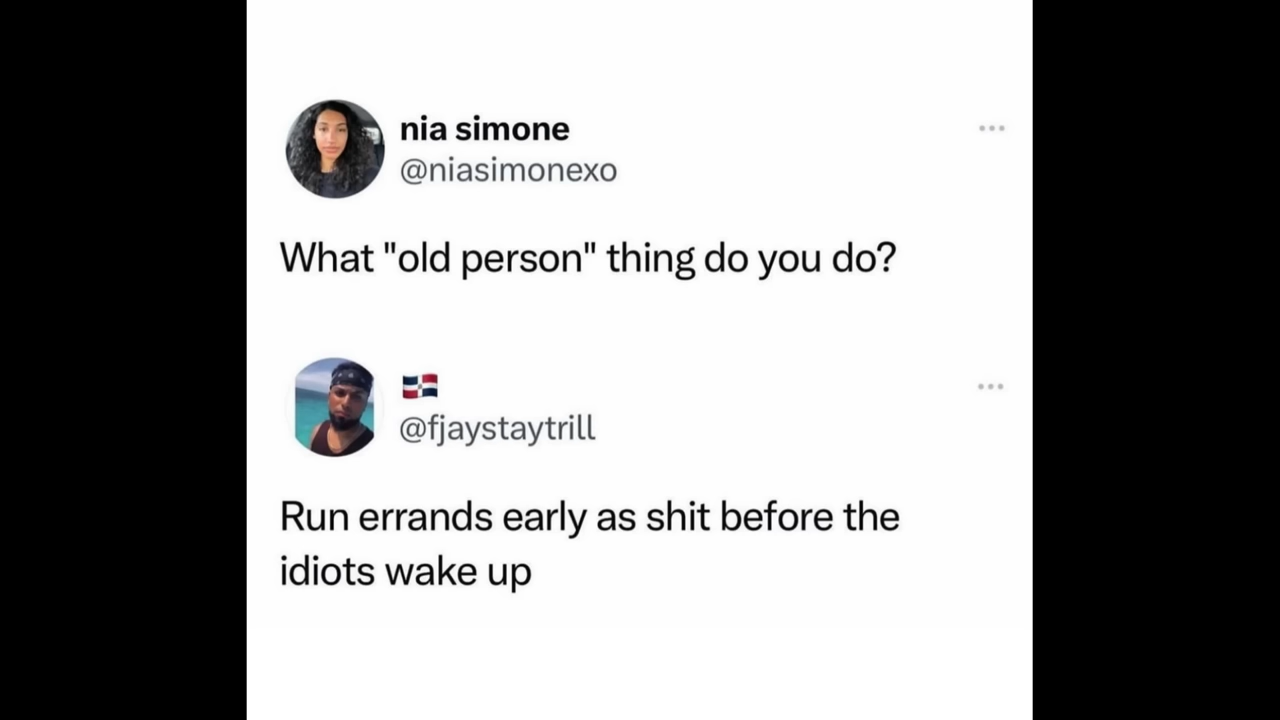 nia simone
@niasimonexo
What "old person" thing do you do?
🇩🇴
@fjaystaytrill
Run errands early as shit before the
idiots wake up